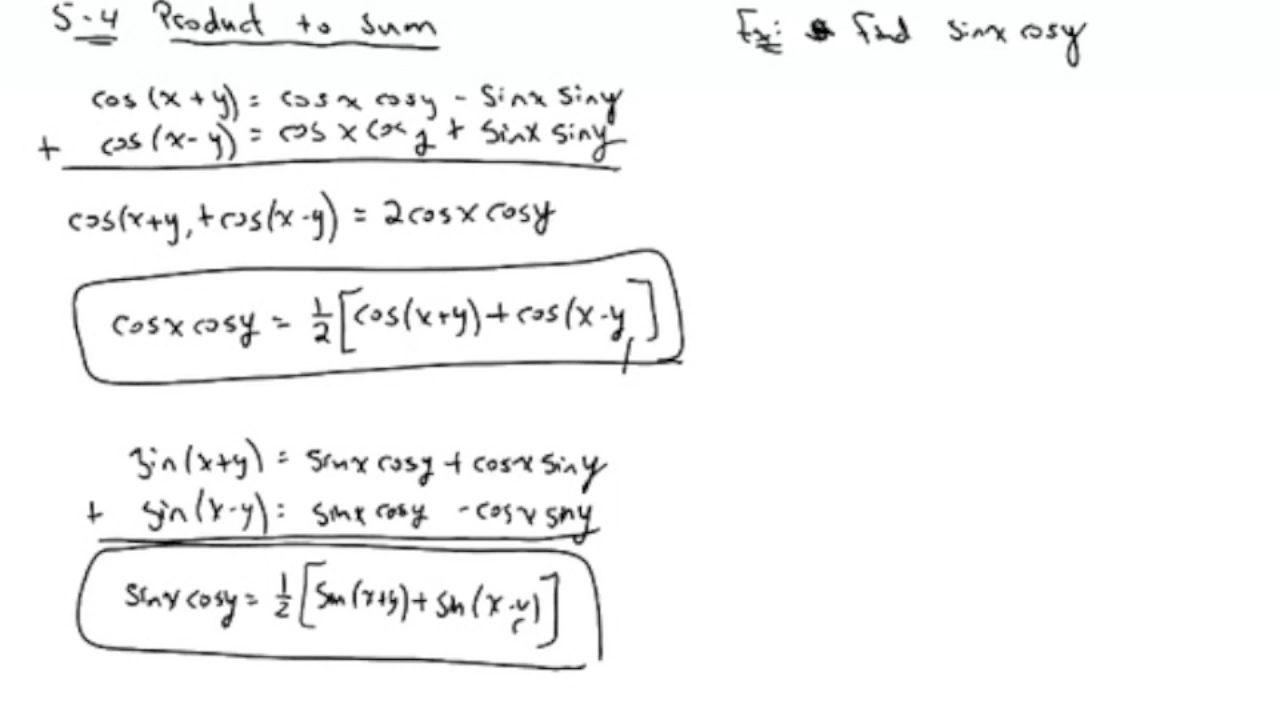 5-4 Product to Sum
cos(x+y) = cosx cosy - sinx siny
+ cos(x-y) = cosx cosy + sinx siny
cos(x+y)+cos(x-y) = 2cosx cosy
cosx cosy = 1/2 [cos(x+y)+cos(x-y)]
sin(x+y) = sinx cosy + cosx siny
+ sin(x-y) = sinx cosy - cosx siny
sinx cosy = 1/2 [sin(x+y)+sin(x-y)]
Ex: Find sinx cosy